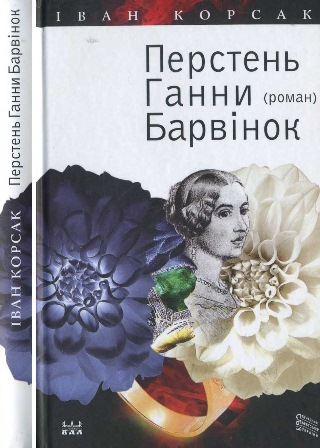 ІВАН КОРСАК
Перстень
Ганни (роман)
Барвінок
ІВАН КОРСАК Перстень Ганни Барвінок